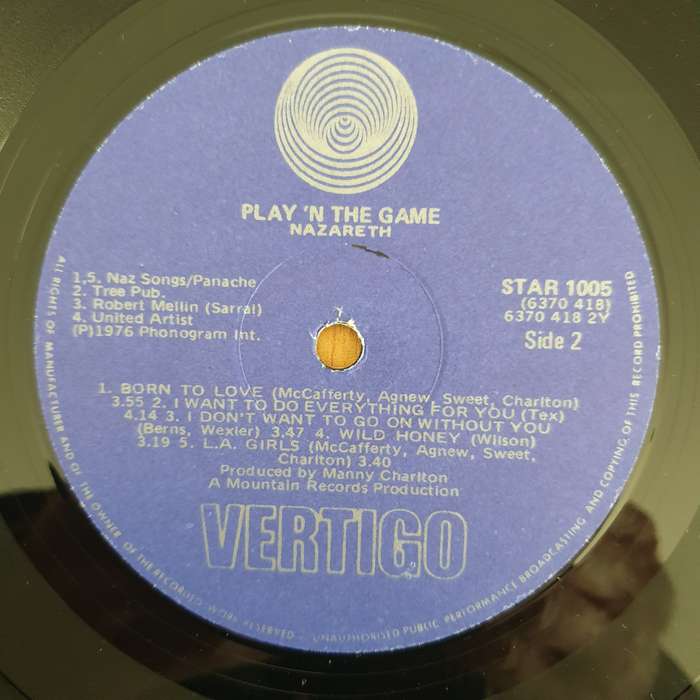 PLAY 'N THE GAME
NAZARETH
1,5. Naz Songs/Panache
2. Tree Pub.
3. Robert Mellin (Sarral)
4. United Artist
(P)1976 Phonogram Int.
STAR 1005
(6370 418)
6370 418 2Y
Side 2
1. BORN TO LOVE (McCafferty, Agnew, Sweet, Charlton)
3.55 2. I WANT TO DO EVERYTHING FOR YOU (Tex)
4.14 3. I DON'T WANT TO GO ON WITHOUT YOU
(Berns, Wexler) 3.47 4. WILD HONEY (Wilson)
3.19 5. L.A. GIRLS (McCafferty, Agnew, Sweet,
Charlton) 3.40
Produced by Manny Charlton
A Mountain Records Production
VERTIGO
ALL RIGHTS OF MANUFACTURER AND OF THE OWNER OF THE RECORDED WORK RESERVED – UNAUTHORISED PUBLIC PERFORMANCE BROADCASTING AND COPYING OF THIS RECORD PROHIBITED